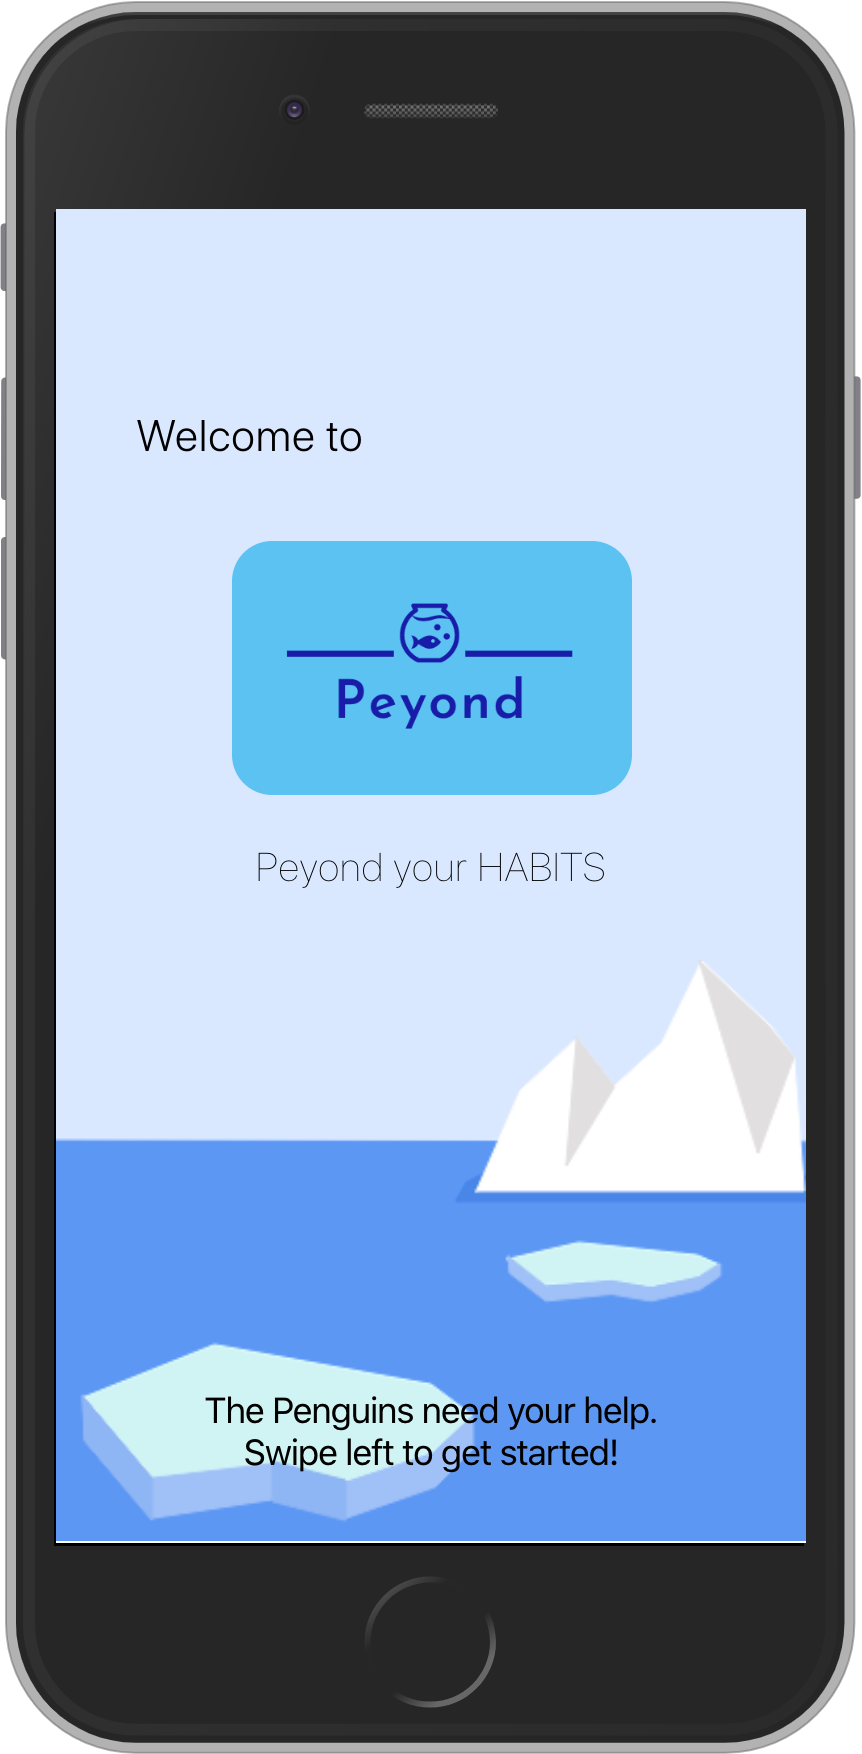 Welcome to
Peyond
Peyond your HABITS
The Penguins need your help.
Swipe left to get started!